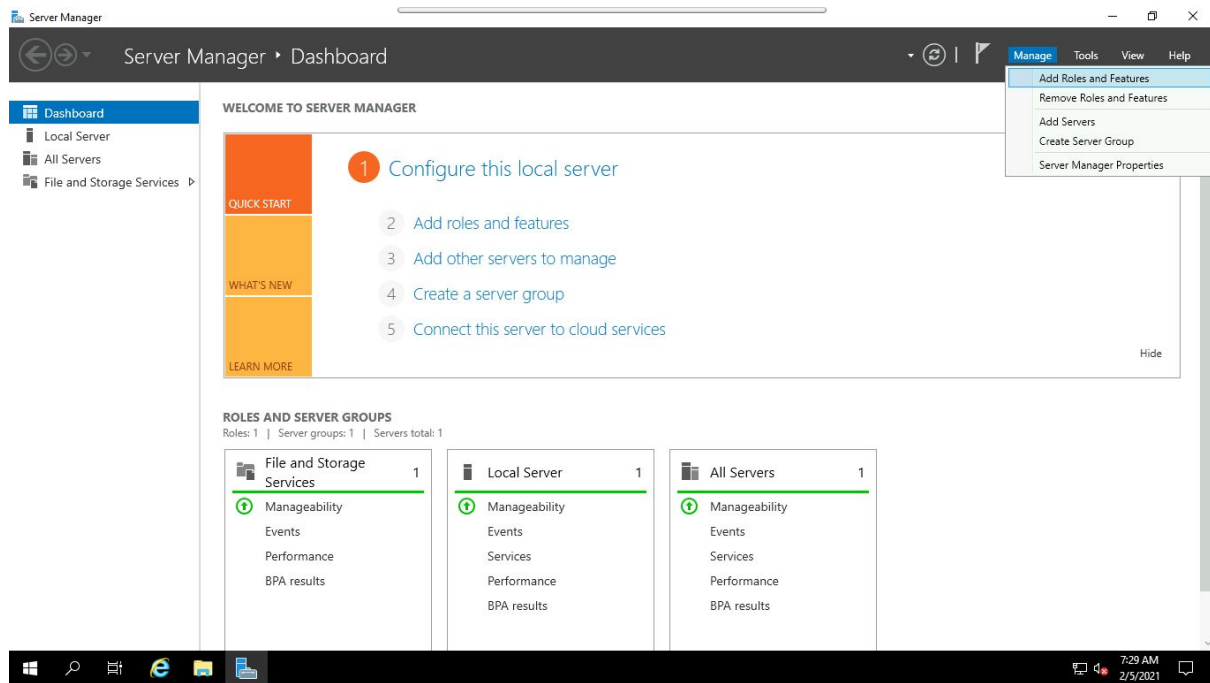 Server Manager
Server Manager • Dashboard
Manage Tools View Help
Add Roles and Features
Remove Roles and Features
Add Servers
Create Server Group
Server Manager Properties
Dashboard
Local Server
All Servers
File and Storage Services
WELCOME TO SERVER MANAGER
QUICK START
WHAT'S NEW
LEARN MORE
1 Configure this local server
2 Add roles and features
3 Add other servers to manage
4 Create a server group
5 Connect this server to cloud services
Hide
ROLES AND SERVER GROUPS
Roles: 1 | Server groups: 1 | Servers total: 1
File and Storage
Services 1
Manageability
Events
Performance
BPA results
Local Server 1
Manageability
Events
Services
Performance
BPA results
All Servers 1
Manageability
Events
Services
Performance
BPA results
7:29 AM
2/5/2021